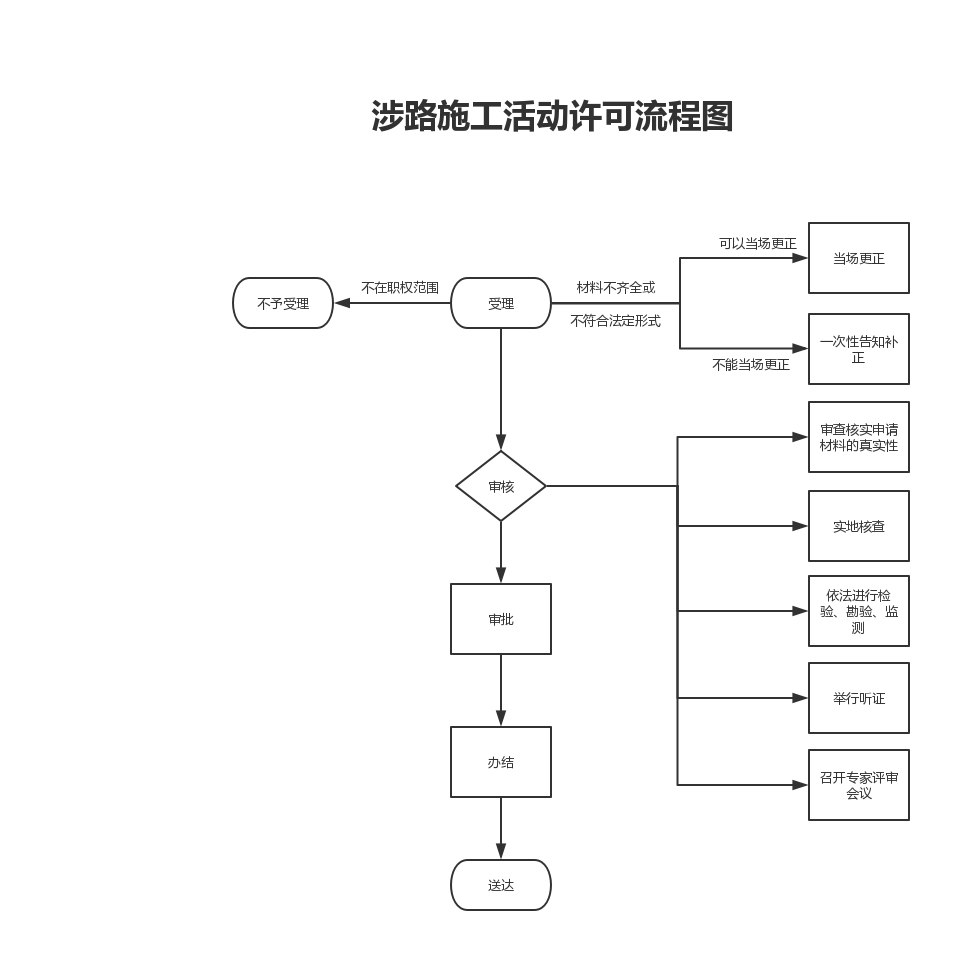 涉路施工活动许可流程图
可以当场更正
当场更正
不在职权范围
材料不齐全或
不予受理
受理
不符合法定形式
一次性告知补
正
不能当场更正
审查核实申请
材料的真实性
审核
实地核查
依法进行检
验、勘验、监
测
审批
举行听证
办结
召开专家评审
会议
送达